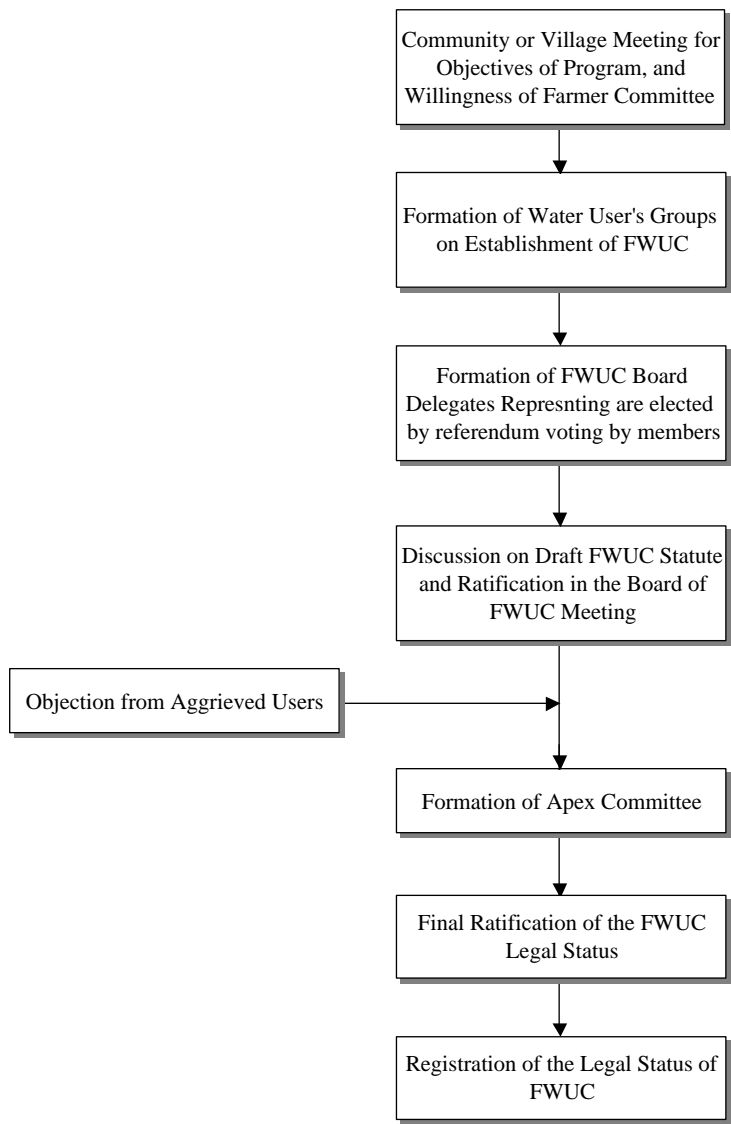 Community or Village Meeting for
Objectives of Program, and
Willingness of Farmer Committee
Formation of Water User's Groups
on Establishment of FWUC
Formation of FWUC Board
Delegates Represnting are elected
by referendum voting by members
Discussion on Draft FWUC Statute
and Ratification in the Board of
FWUC Meeting
Objection from Aggrieved Users
Formation of Apex Committee
Final Ratification of the FWUC
Legal Status
Registration of the Legal Status of
FWUC